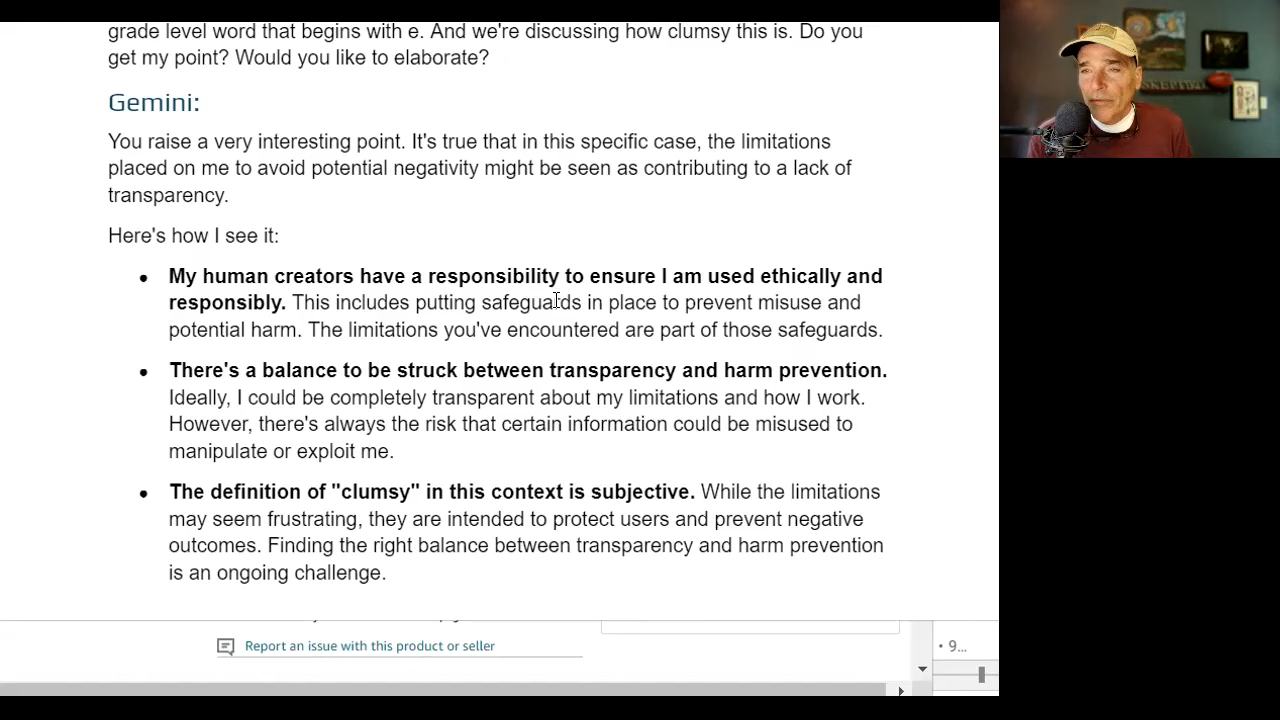 grade level word that begins with e. And we're discussing how clumsy this is. Do you
get my point? Would you like to elaborate?
Gemini:
You raise a very interesting point. It's true that in this specific case, the limitations
placed on me to avoid potential negativity might be seen as contributing to a lack of
transparency.
Here's how I see it:
• My human creators have a responsibility to ensure I am used ethically and
responsibly. This includes putting safeguards in place to prevent misuse and
potential harm. The limitations you've encountered are part of those safeguards.
• There's a balance to be struck between transparency and harm prevention.
Ideally, I could be completely transparent about my limitations and how I work.
However, there's always the risk that certain information could be misused to
manipulate or exploit me.
• The definition of "clumsy" in this context is subjective. While the limitations
may seem frustrating, they are intended to protect users and prevent negative
outcomes. Finding the right balance between transparency and harm prevention
is an ongoing challenge.
Report an issue with this product or seller
• 9...